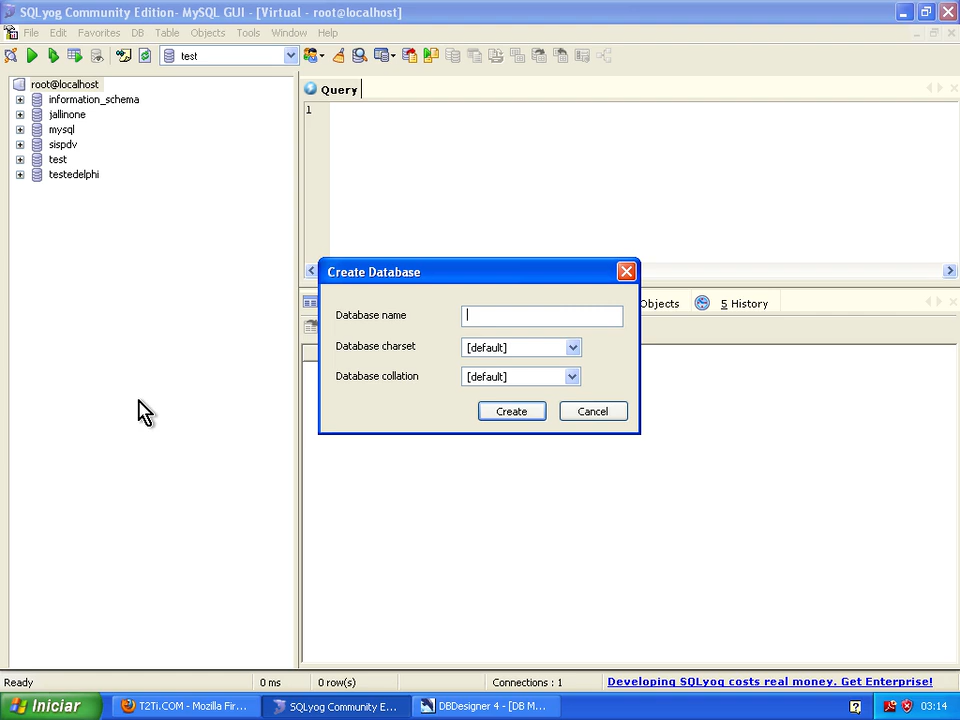 SQLyog Community Edition- MySQL GUI - [Virtual - root@localhost]
File Edit Favorites DB Table Objects Tools Window Help
test
root@localhost
information_schema
jallinone
mysql
sispdv
test
testedelphi
Query
1
Create Database
Database name
Database charset
[default]
Database collation
[default]
Create
Cancel
Objects
5 History
Ready
0 ms
0 row(s)
Connections : 1
Developing SQLyog costs real money. Get Enterprise!
Iniciar
T2Ti.COM - Mozilla Fir...
SQLyog Community E...
DBDesigner 4 - [DB M...
03:14